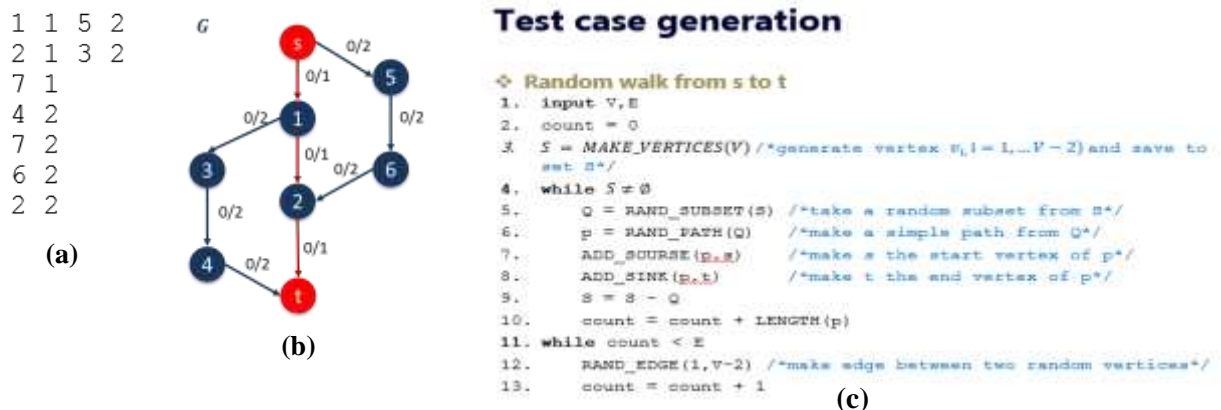 1 1 5 2
2 1 3 2
7 1
4 2
7 2
6 2
2 2
(a)
G
s
0/2
5
0/1
0/2
1
0/2
0/1
3
6
2
0/2
0/1
4
0/2
t
(b)
Test case generation
❖ Random walk from s to t
1. input V,E
2. count = 0
3. S = MAKE_VERTICES(V) /*generate vertex vᵢ, i = 1,...V − 2) and save to
set S*/
4. while S ≠ ∅
5. Q = RAND_SUBSET(S) /*take a random subset from S*/
6. p = RAND_PATH(Q) /*make a simple path from Q*/
7. ADD_SOURSE(p,s) /*make s the start vertex of p*/
8. ADD_SINK(p,t) /*make t the end vertex of p*/
9. S = S - Q
10. count = count + LENGTH(p)
11. while count < E
12. RAND_EDGE(1,V-2) /*make edge between two random vertices*/
13. count = count + 1
(c)